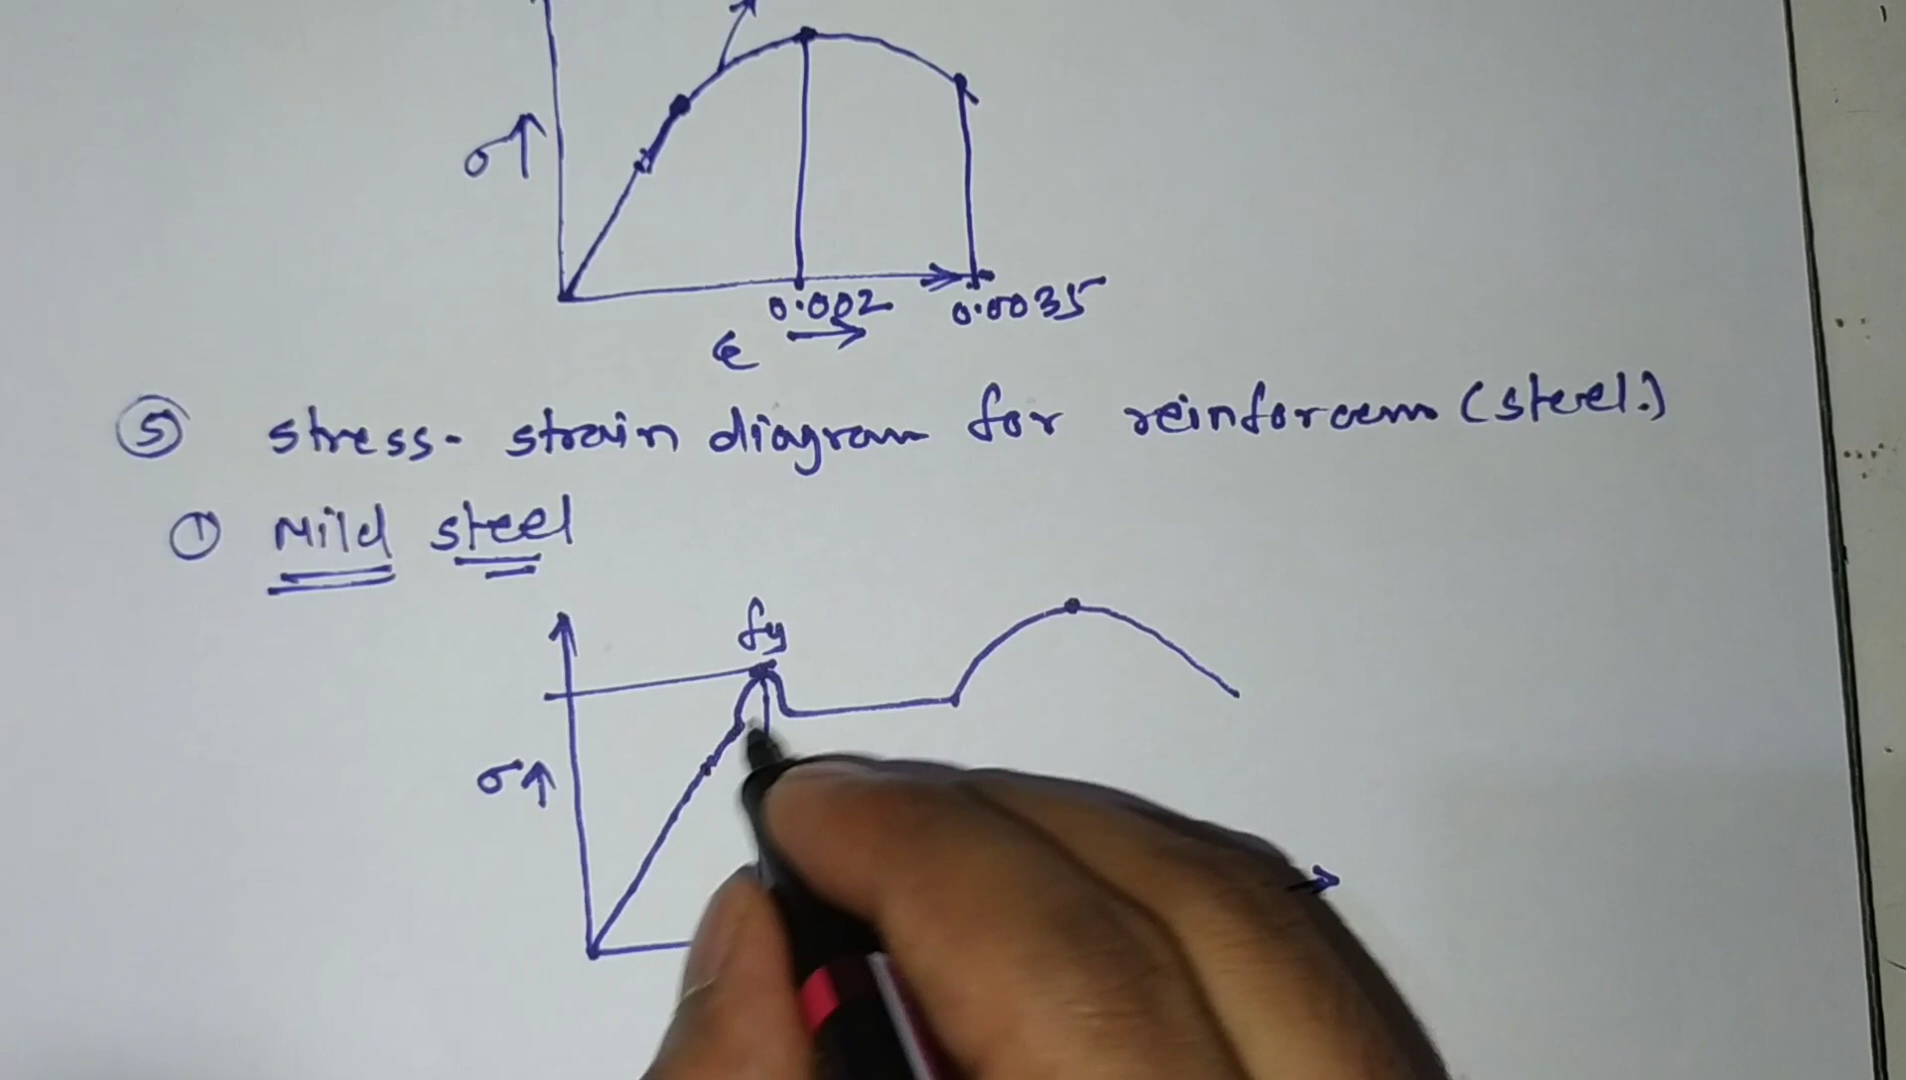 σ↑
0.002 0.0035
ε →
⑤ stress- strain diagram for reinforcem (steel.)
① Mild steel
fy
σ↑